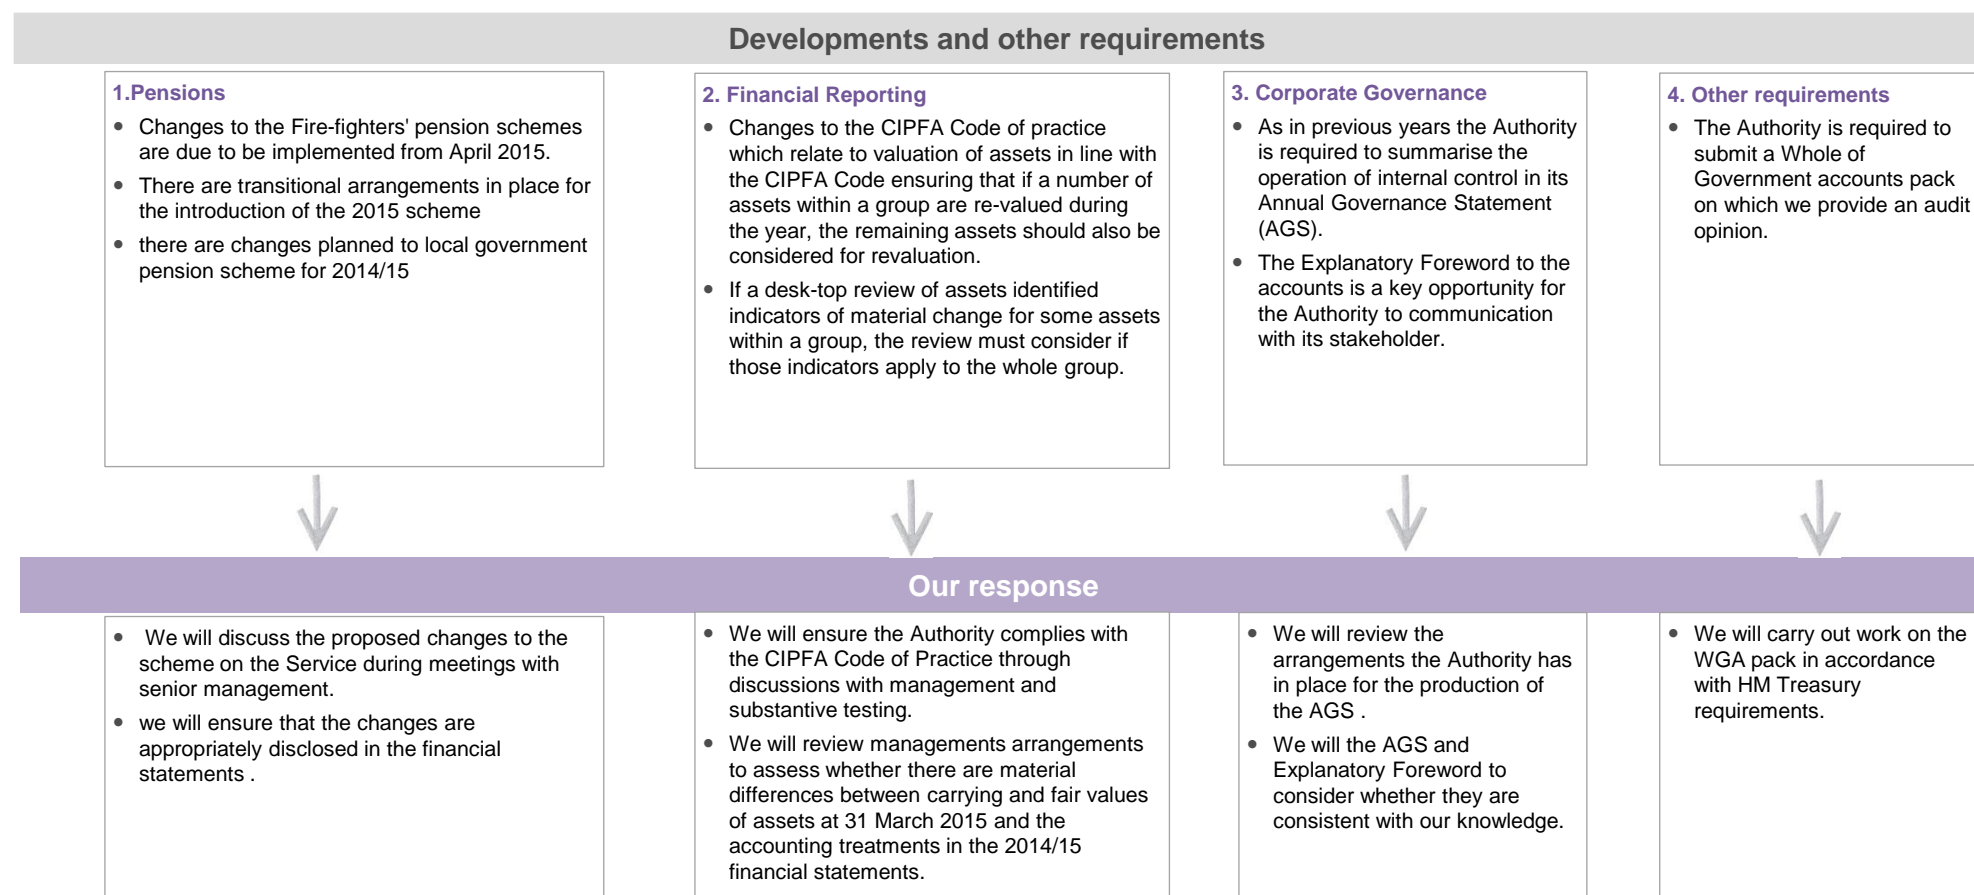 Developments and other requirements
1.Pensions
• Changes to the Fire-fighters' pension schemes
are due to be implemented from April 2015.
• There are transitional arrangements in place for
the introduction of the 2015 scheme
• there are changes planned to local government
pension scheme for 2014/15
2. Financial Reporting
• Changes to the CIPFA Code of practice
which relate to valuation of assets in line with
the CIPFA Code ensuring that if a number of
assets within a group are re-valued during
the year, the remaining assets should also be
considered for revaluation.
• If a desk-top review of assets identified
indicators of material change for some assets
within a group, the review must consider if
those indicators apply to the whole group.
3. Corporate Governance
• As in previous years the Authority
is required to summarise the
operation of internal control in its
Annual Governance Statement
(AGS).
• The Explanatory Foreword to the
accounts is a key opportunity for
the Authority to communication
with its stakeholder.
4. Other requirements
• The Authority is required to
submit a Whole of
Government accounts pack
on which we provide an audit
opinion.
Our response
• We will discuss the proposed changes to the
scheme on the Service during meetings with
senior management.
• we will ensure that the changes are
appropriately disclosed in the financial
statements .
• We will ensure the Authority complies with
the CIPFA Code of Practice through
discussions with management and
substantive testing.
• We will review managements arrangements
to assess whether there are material
differences between carrying and fair values
of assets at 31 March 2015 and the
accounting treatments in the 2014/15
financial statements.
• We will review the
arrangements the Authority has
in place for the production of
the AGS .
• We will the AGS and
Explanatory Foreword to
consider whether they are
consistent with our knowledge.
• We will carry out work on the
WGA pack in accordance
with HM Treasury
requirements.